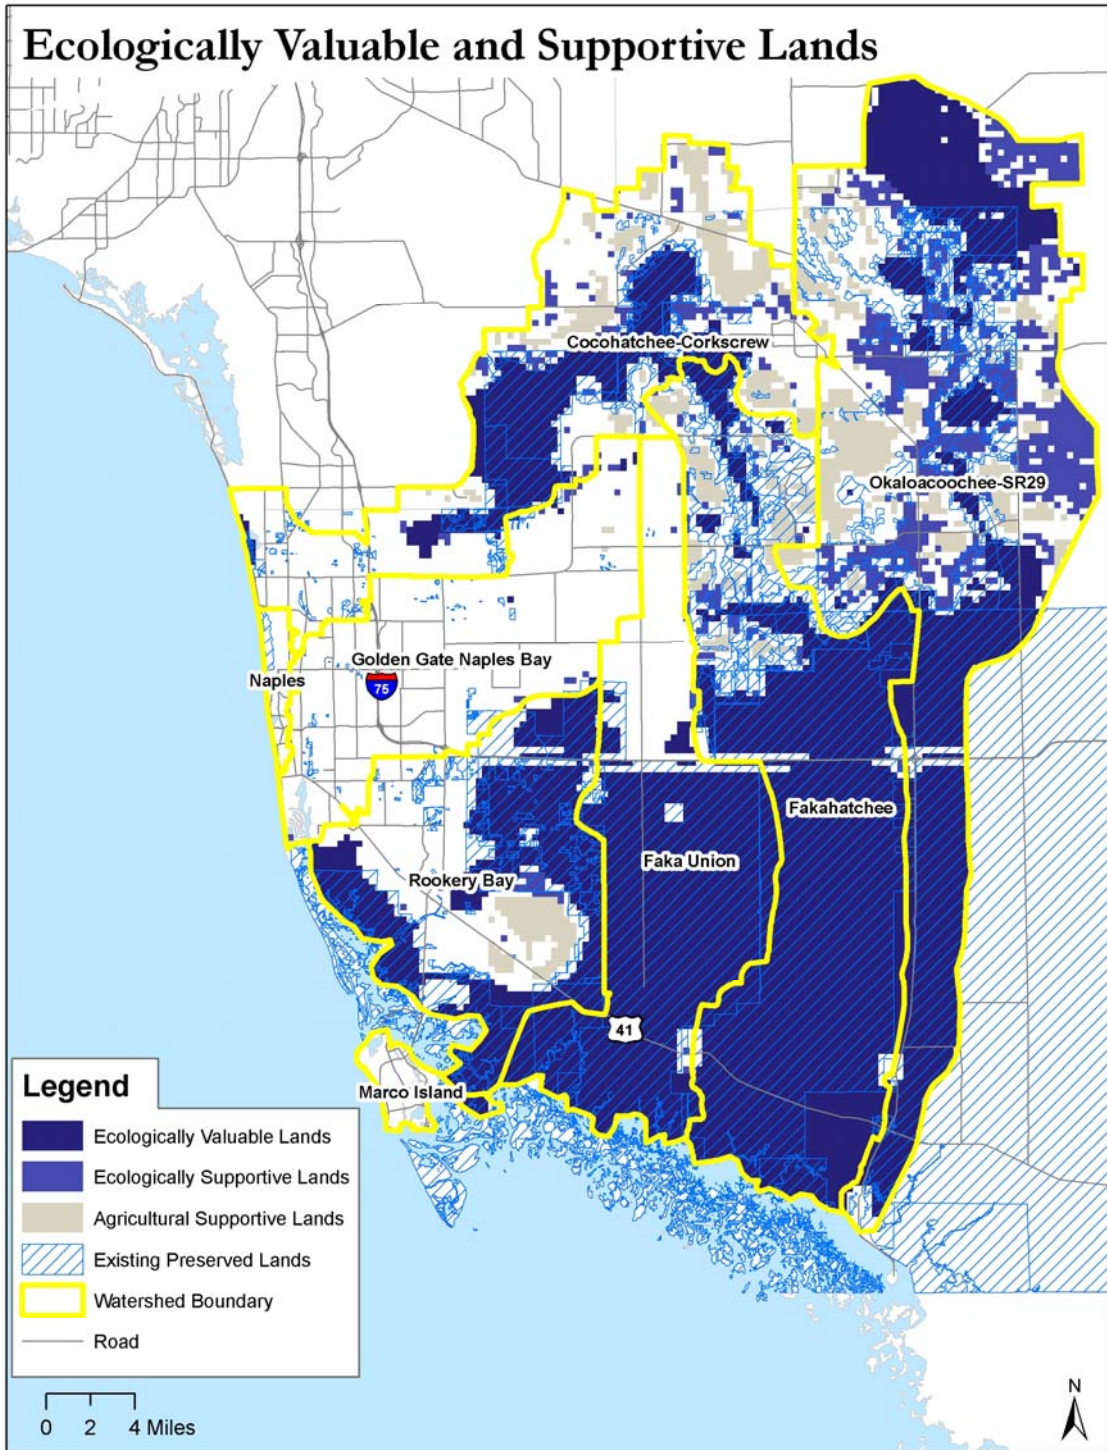 Ecologically Valuable and Supportive Lands
Cocohatchee-Corkscrew
Okaloacoochee-SR29
Golden Gate Naples Bay
Naples
75
Fakahatchee
Faka Union
Rookery Bay
41
Marco Island
Legend
Ecologically Valuable Lands
Ecologically Supportive Lands
Agricultural Supportive Lands
Existing Preserved Lands
Watershed Boundary
Road
0 2 4 Miles
N